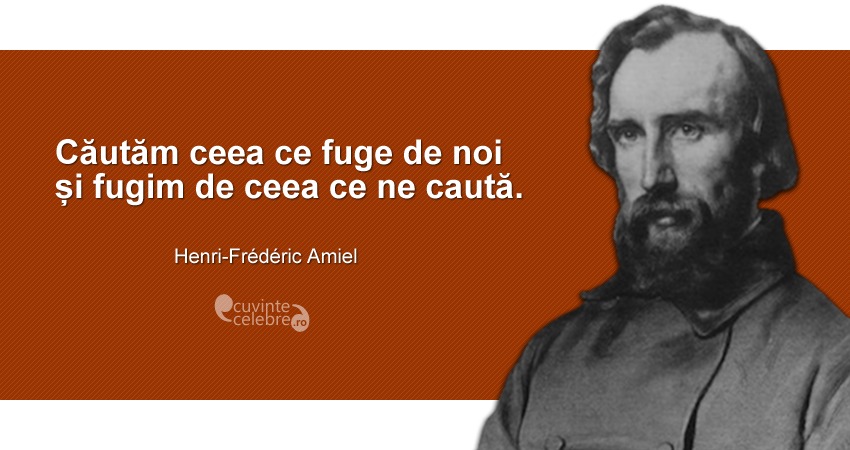 Căutăm ceea ce fuge de noi
și fugim de ceea ce ne caută.
Henri-Frédéric Amiel
cuvinte
celebre.ro